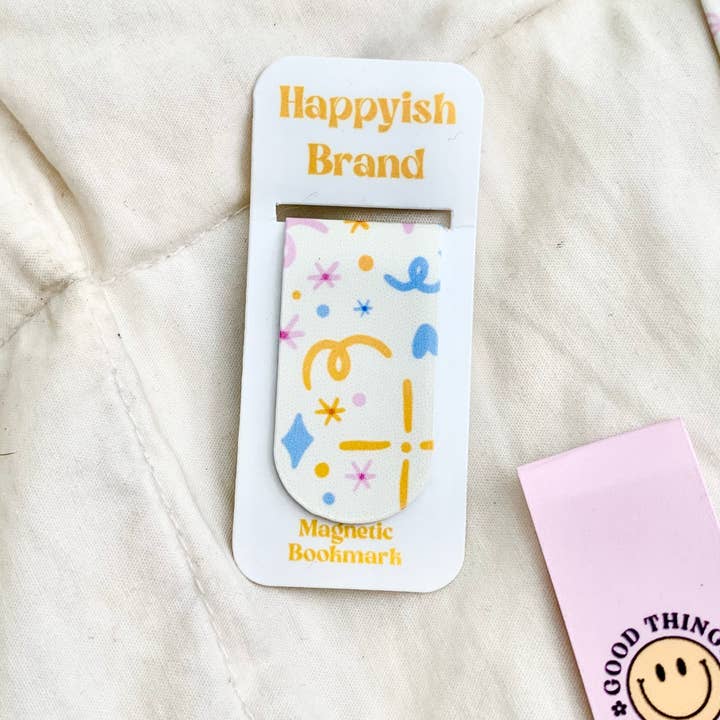 Happyish
Brand
Magnetic
Bookmark
GOOD THING